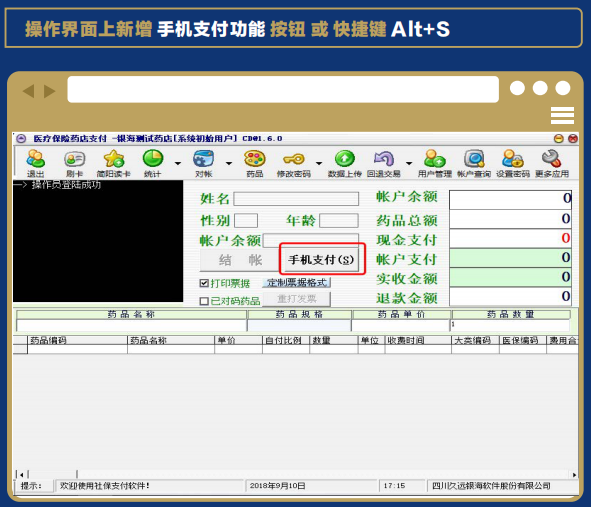 操作界面上新增 手机支付功能 按钮 或 快捷键 Alt+S
医疗保险药店支付 -银海测试药店[系统初始用户] CD@1.6.0
退出 刷卡 简阳读卡 统计 对帐 药品 修改密码 数据上传 回退交易 用户管理 帐户查询 设置密码 更多应用
—> 操作员登陆成功
姓名 帐户余额 0
性别 年龄 药品总额 0
帐户余额 现金支付 0
结 帐 手机支付(S) 帐户支付 0
打印票据 定制票据格式 实收金额 0
已对码药品 重打发票 退款金额 0
药 品 名 称 药 品 规 格 药 品 单 价 药 品 数 量
1
药品编码 药品名称 单价 自付比例 数量 单位 收费时间 大类编码 医保编码 费用合
提示: 欢迎使用社保支付软件! 2018年9月10日 17:15 四川久远银海软件股份有限公司